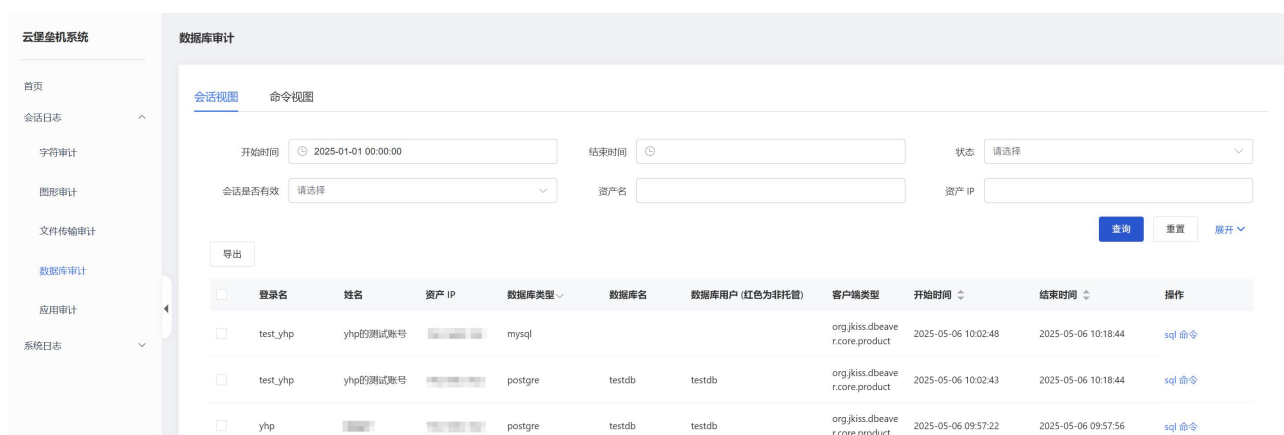 云堡垒机系统
数据库审计
首页
会话日志
字符审计
图形审计
文件传输审计
数据库审计
应用审计
系统日志
会话视图 命令视图
开始时间 2025-01-01 00:00:00 结束时间 状态 请选择
会话是否有效 请选择 资产名 资产 IP
查询 重置 展开
导出
登录名 姓名 资产 IP 数据库类型 数据库名 数据库用户 (红色为非托管) 客户端类型 开始时间 结束时间 操作
test_yhp yhp的测试账号 mysql org.jkiss.dbeave 2025-05-06 10:02:48 2025-05-06 10:18:44 sql 命令
r.core.product
test_yhp yhp的测试账号 postgre testdb testdb org.jkiss.dbeave 2025-05-06 10:02:43 2025-05-06 10:18:44 sql 命令
r.core.product
yhp postgre testdb testdb org.jkiss.dbeave 2025-05-06 09:57:22 2025-05-06 09:57:56 sql 命令
r.core.product